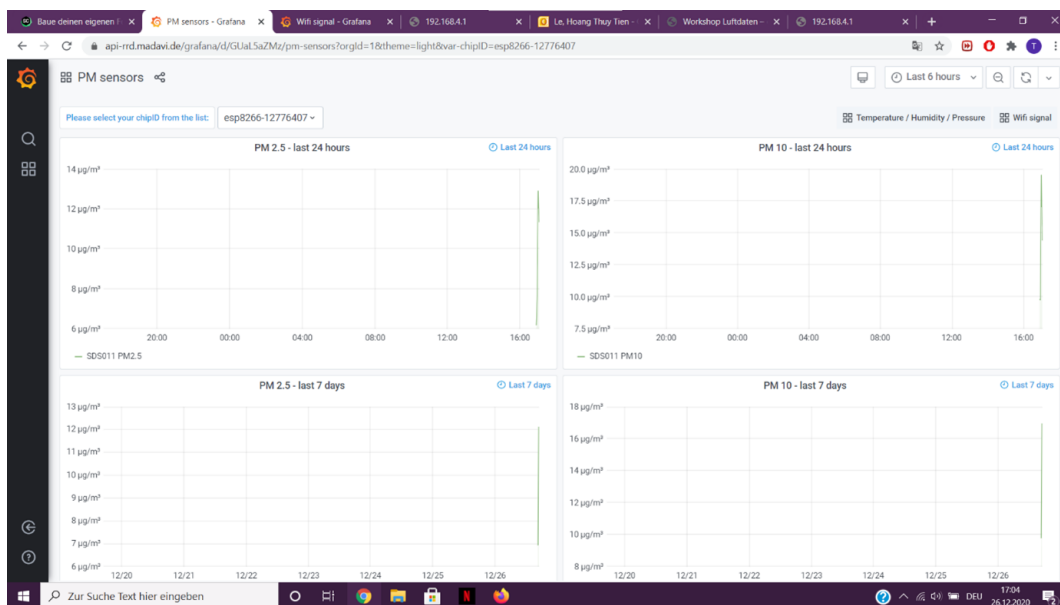 Baue deinen eigenen F
PM sensors - Grafana
Wifi signal - Grafana
192.168.4.1
Le, Hoang Thuy Tien -
Workshop Luftdaten –
192.168.4.1
api-rrd.madavi.de/grafana/d/GUaL5aZMz/pm-sensors?orgId=1&theme=light&var-chipID=esp8266-12776407
T
PM sensors
Last 6 hours
Please select your chipID from the list:
esp8266-12776407
Temperature / Humidity / Pressure
Wifi signal
PM 2.5 - last 24 hours
Last 24 hours
14 µg/m³
12 µg/m³
10 µg/m³
8 µg/m³
6 µg/m³
20:00 00:00 04:00 08:00 12:00 16:00
SDS011 PM2.5
PM 10 - last 24 hours
Last 24 hours
20.0 µg/m³
17.5 µg/m³
15.0 µg/m³
12.5 µg/m³
10.0 µg/m³
7.5 µg/m³
20:00 00:00 04:00 08:00 12:00 16:00
SDS011 PM10
PM 2.5 - last 7 days
Last 7 days
13 µg/m³
12 µg/m³
11 µg/m³
10 µg/m³
9 µg/m³
8 µg/m³
7 µg/m³
6 µg/m³
12/20 12/21 12/22 12/23 12/24 12/25 12/26
PM 10 - last 7 days
Last 7 days
18 µg/m³
16 µg/m³
14 µg/m³
12 µg/m³
10 µg/m³
8 µg/m³
12/20 12/21 12/22 12/23 12/24 12/25 12/26
Zur Suche Text hier eingeben
N
DEU
17:04
26.12.2020
2